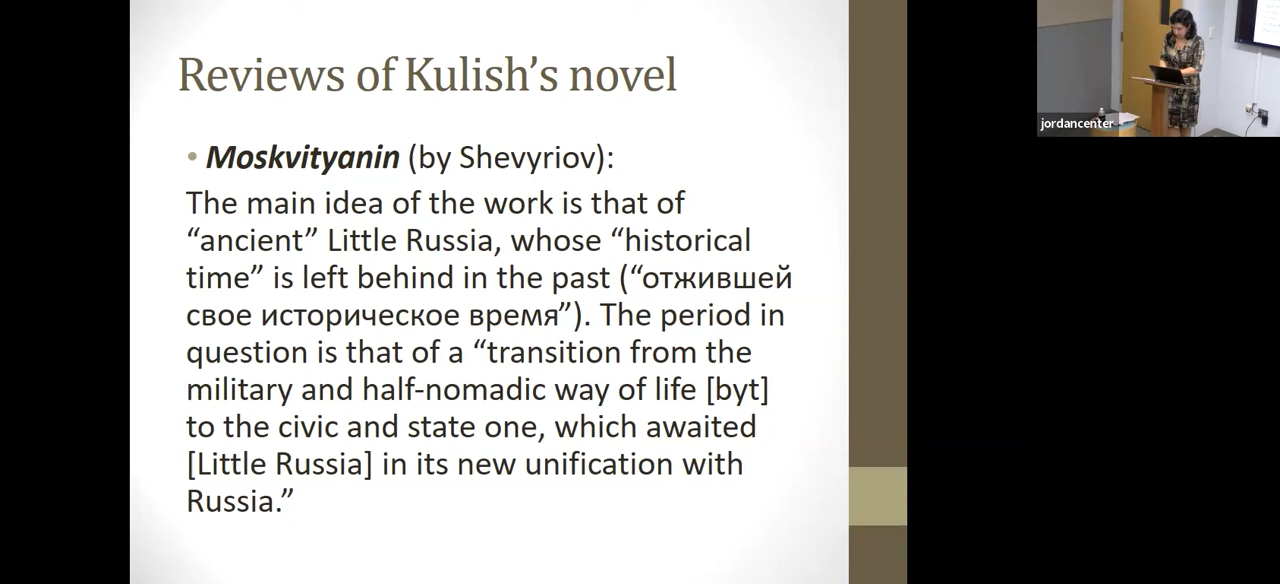 Reviews of Kulish’s novel
• Moskvityanin (by Shevyriov):
The main idea of the work is that of
“ancient” Little Russia, whose “historical
time” is left behind in the past (“отжившей
свое историческое время”). The period in
question is that of a “transition from the
military and half-nomadic way of life [byt]
to the civic and state one, which awaited
[Little Russia] in its new unification with
Russia.”
jordancenter